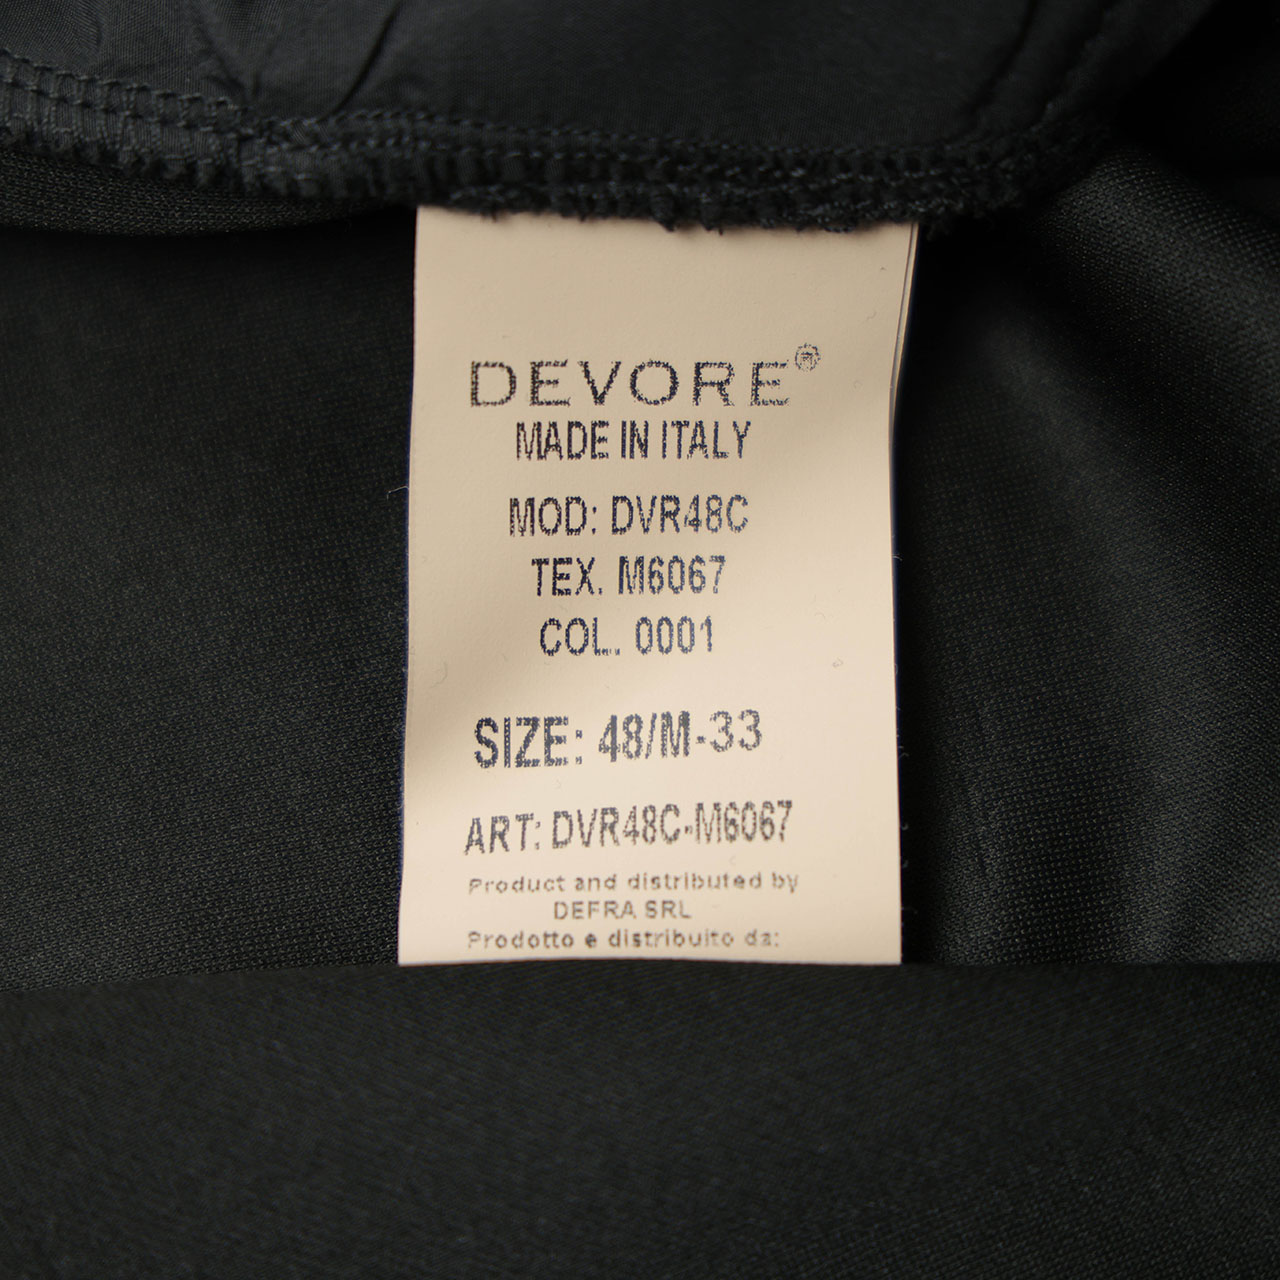 DEVORE®
MADE IN ITALY
MOD: DVR48C
TEX. M6067
COL. 0001
SIZE: 48/M-33
ART: DVR48C-M6067
Product and distributed by
DEFRA SRL
Prodotto e distribuito da: